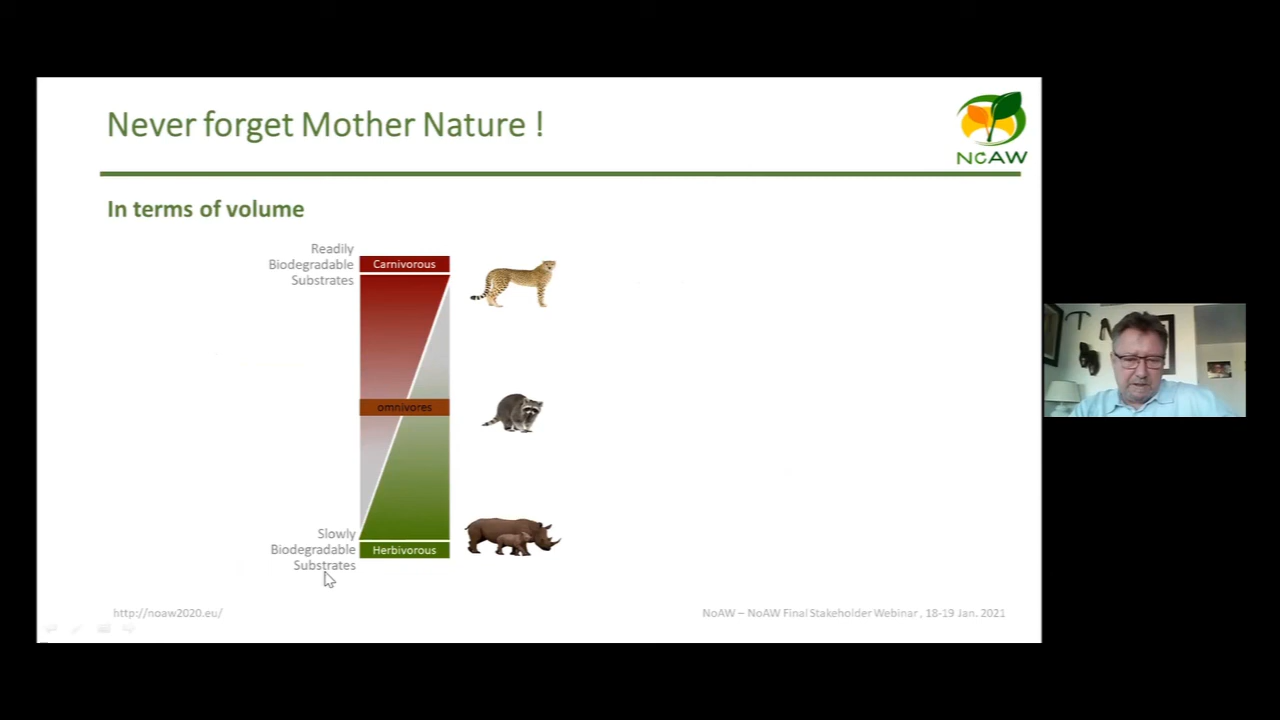 Never forget Mother Nature !
NoAW
In terms of volume
Readily
Biodegradable
Substrates
Carnivorous
omnivores
Slowly
Biodegradable
Substrates
Herbivorous
http://noaw2020.eu/
NoAW – NoAW Final Stakeholder Webinar, 18-19 Jan. 2021